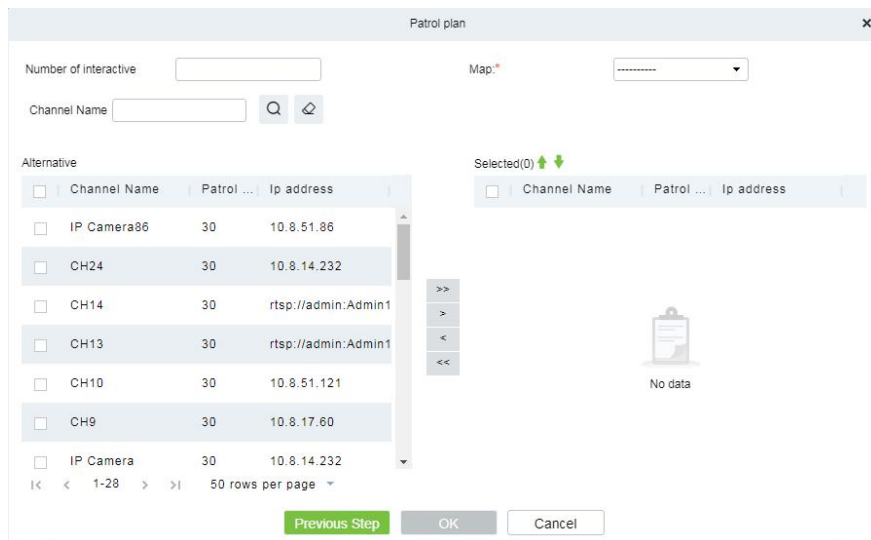 Patrol plan
Number of interactive
Map:*
----------
Channel Name
Alternative
Selected(0)
Channel Name Patrol ... Ip address
Channel Name Patrol ... Ip address
IP Camera86 30 10.8.51.86
CH24 30 10.8.14.232
CH14 30 rtsp://admin:Admin1
CH13 30 rtsp://admin:Admin1
CH10 30 10.8.51.121
CH9 30 10.8.17.60
IP Camera 30 10.8.14.232
>>
>
<
<<
No data
|< < 1-28 > >| 50 rows per page
Previous Step OK Cancel